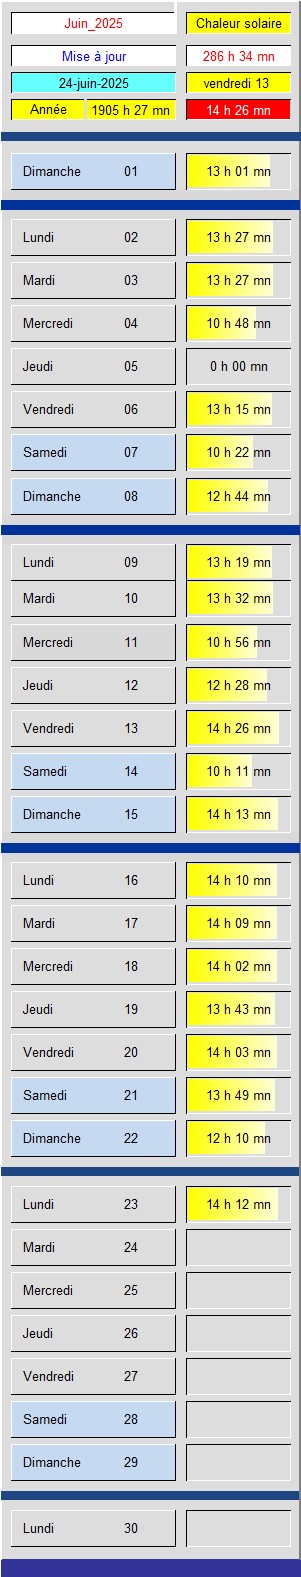 Juin_2025 Chaleur solaire
Mise à jour 286 h 34 mn
24-juin-2025 vendredi 13
Année 1905 h 27 mn 14 h 26 mn
Dimanche 01 13 h 01 mn
Lundi 02 13 h 27 mn
Mardi 03 13 h 27 mn
Mercredi 04 10 h 48 mn
Jeudi 05 0 h 00 mn
Vendredi 06 13 h 15 mn
Samedi 07 10 h 22 mn
Dimanche 08 12 h 44 mn
Lundi 09 13 h 19 mn
Mardi 10 13 h 32 mn
Mercredi 11 10 h 56 mn
Jeudi 12 12 h 28 mn
Vendredi 13 14 h 26 mn
Samedi 14 10 h 11 mn
Dimanche 15 14 h 13 mn
Lundi 16 14 h 10 mn
Mardi 17 14 h 09 mn
Mercredi 18 14 h 02 mn
Jeudi 19 13 h 43 mn
Vendredi 20 14 h 03 mn
Samedi 21 13 h 49 mn
Dimanche 22 12 h 10 mn
Lundi 23 14 h 12 mn
Mardi 24
Mercredi 25
Jeudi 26
Vendredi 27
Samedi 28
Dimanche 29
Lundi 30